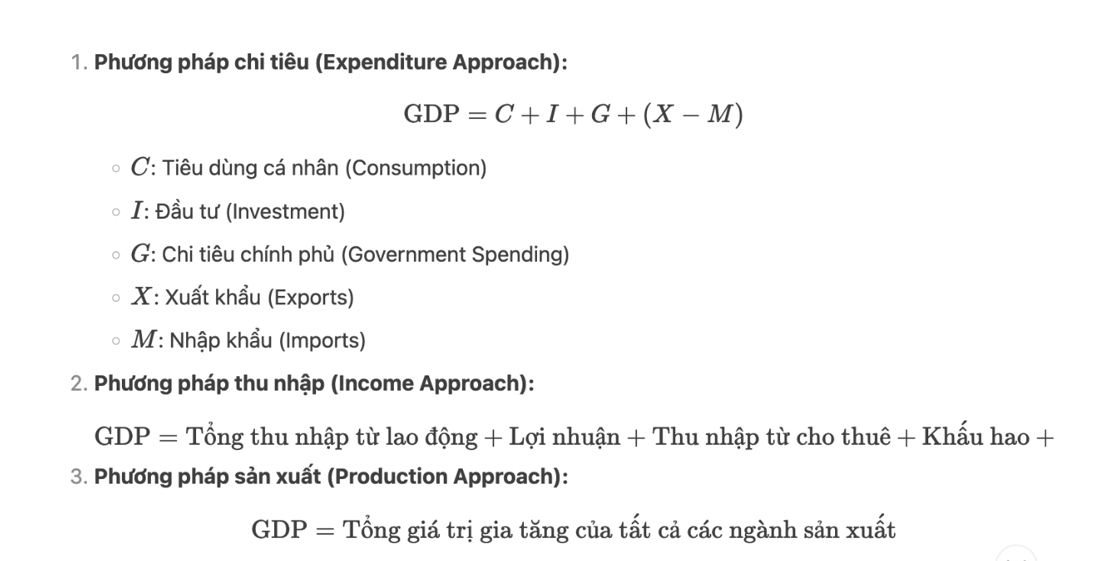 1. Phương pháp chi tiêu (Expenditure Approach):
GDP = C + I + G + (X − M)
○ C: Tiêu dùng cá nhân (Consumption)
○ I: Đầu tư (Investment)
○ G: Chi tiêu chính phủ (Government Spending)
○ X: Xuất khẩu (Exports)
○ M: Nhập khẩu (Imports)
2. Phương pháp thu nhập (Income Approach):
GDP = Tổng thu nhập từ lao động + Lợi nhuận + Thu nhập từ cho thuê + Khấu hao +
3. Phương pháp sản xuất (Production Approach):
GDP = Tổng giá trị gia tăng của tất cả các ngành sản xuất